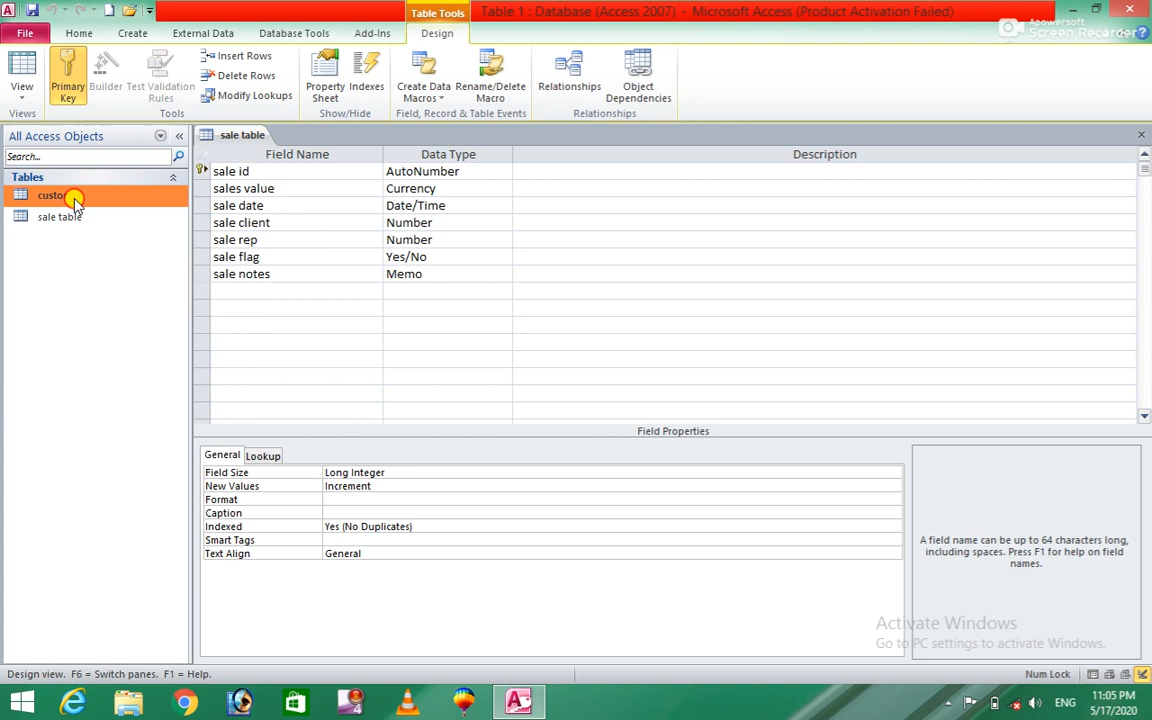 Table Tools
Table 1 : Database (Access 2007) - Microsoft Access (Product Activation Failed)
File Home Create External Data Database Tools Add-Ins Design
Apowersoft
Screen Recorder
View
Primary Key
Builder
Test Validation Rules
Insert Rows
Delete Rows
Modify Lookups
Property Sheet
Indexes
Create Data Macros
Rename/Delete Macro
Relationships
Object Dependencies
Views Tools Show/Hide Field, Record & Table Events Relationships
All Access Objects
Search...
Tables
sale table
sale table
Field Name Data Type Description
sale id AutoNumber
sales value Currency
sale date Date/Time
sale client Number
sale rep Number
sale flag Yes/No
sale notes Memo
Field Properties
General Lookup
Field Size Long Integer
New Values Increment
Format
Caption
Indexed Yes (No Duplicates)
Smart Tags
Text Align General
A field name can be up to 64 characters long,
including spaces. Press F1 for help on field
names.
Activate Windows
Go to PC settings to activate Windows.
Design view. F6 = Switch panes. F1 = Help.
Num Lock
ENG
11:05 PM
5/17/2020